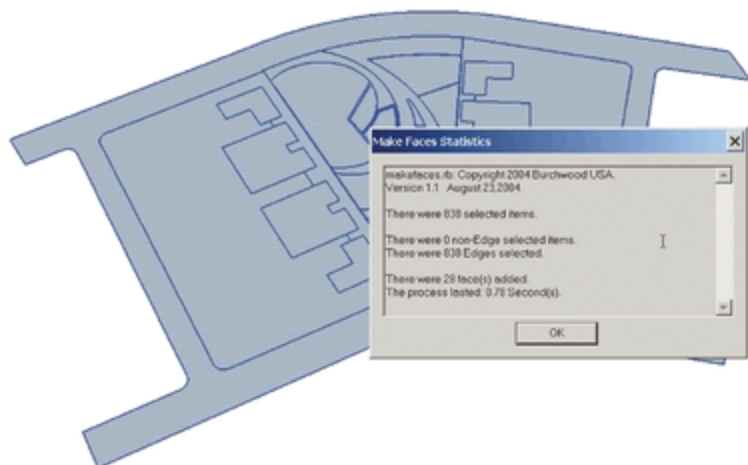 Make Faces Statistics
makefaces.rb: Copyright 2004 Burchwood USA.
Version 1.1 August,23,2004.
There were 838 selected items.
There were 0 non-Edge selected items.
There were 838 Edges selected.
There were 28 face(s) added.
The process lasted: 0.78 Second(s).
OK